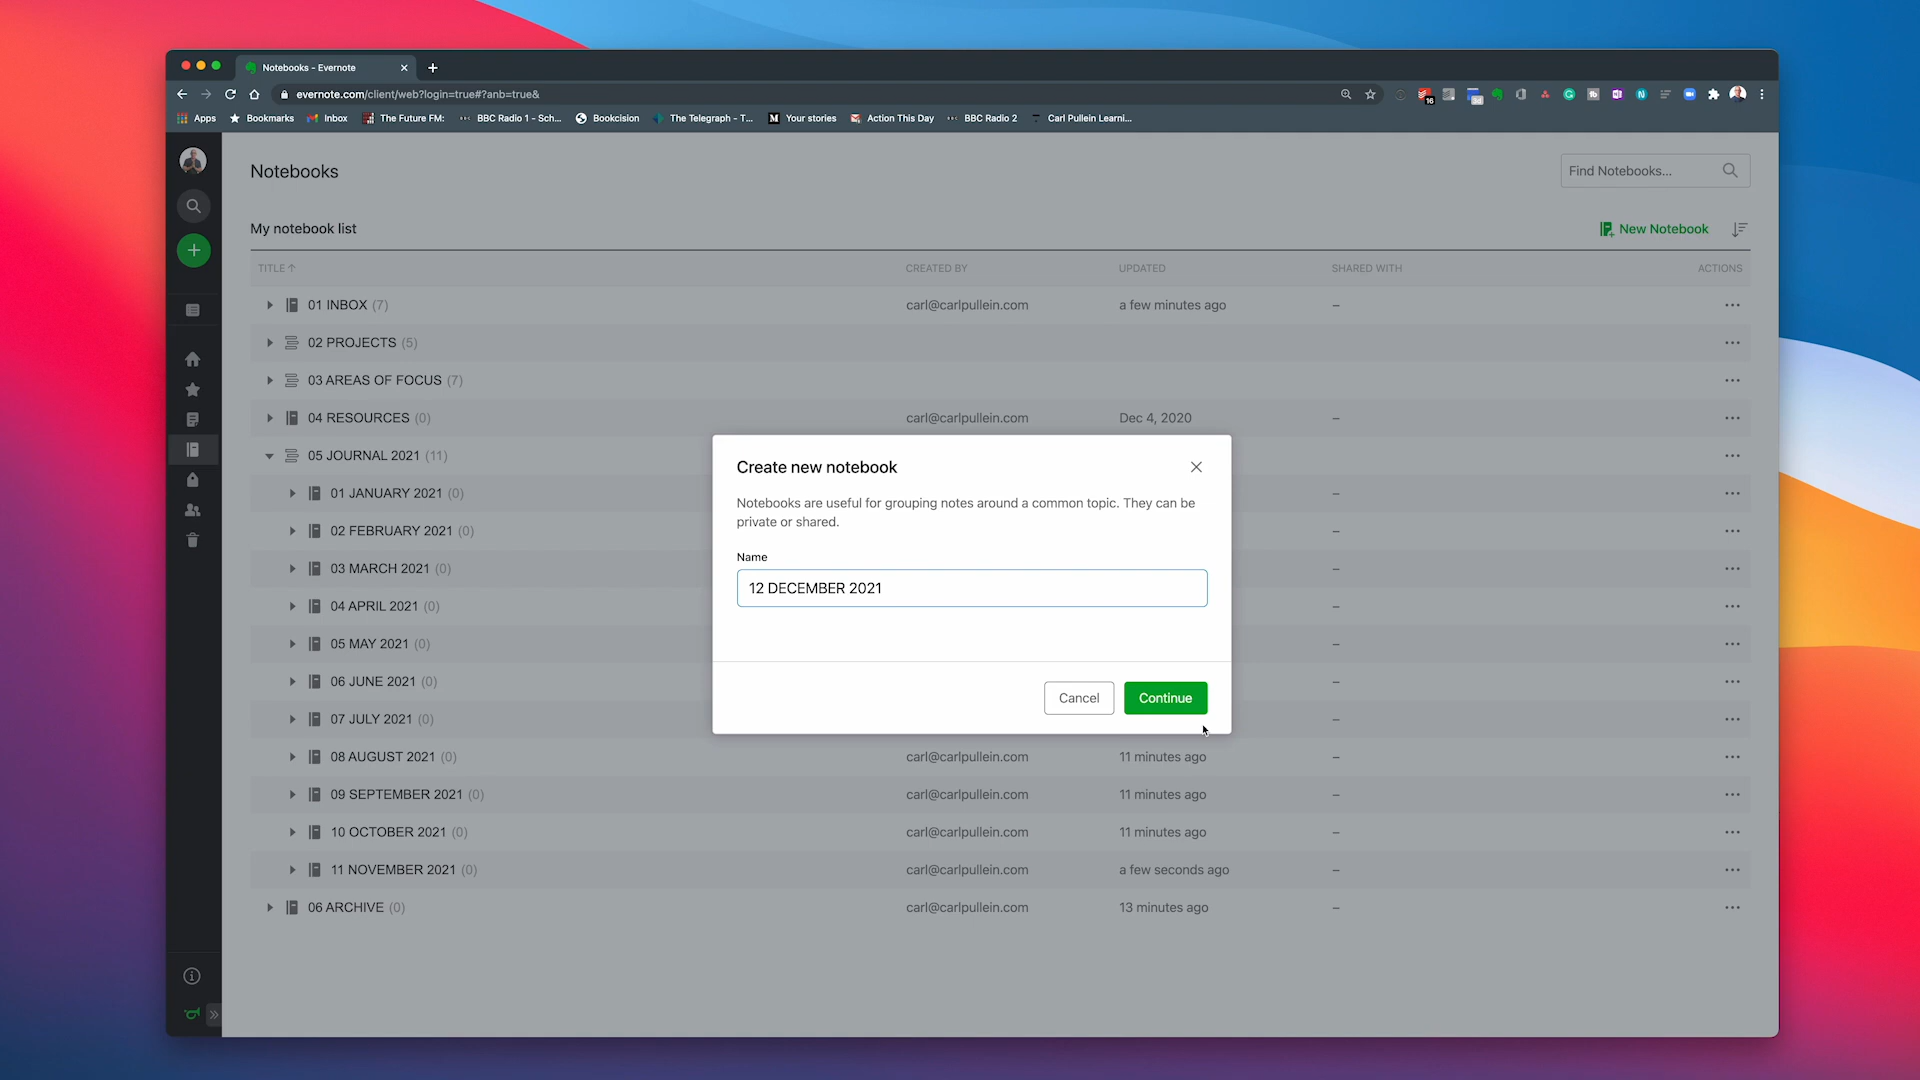 Notebooks - Evernote
evernote.com/client/web?login=true#?anb=true&
16
Apps Bookmarks Inbox The Future FM: BBC Radio 1 - Sch... Bookcision The Telegraph - T... Your stories Action This Day BBC Radio 2 Carl Pullein Learni...
Notebooks
Find Notebooks...
My notebook list
New Notebook
TITLE CREATED BY UPDATED SHARED WITH ACTIONS
01 INBOX (7) carl@carlpullein.com a few minutes ago –
02 PROJECTS (5)
03 AREAS OF FOCUS (7)
04 RESOURCES (0) carl@carlpullein.com Dec 4, 2020 –
05 JOURNAL 2021 (11)
01 JANUARY 2021 (0) –
02 FEBRUARY 2021 (0) –
03 MARCH 2021 (0) –
04 APRIL 2021 (0) –
05 MAY 2021 (0) –
06 JUNE 2021 (0) –
07 JULY 2021 (0) –
08 AUGUST 2021 (0) carl@carlpullein.com 11 minutes ago –
09 SEPTEMBER 2021 (0) carl@carlpullein.com 11 minutes ago –
10 OCTOBER 2021 (0) carl@carlpullein.com 11 minutes ago –
11 NOVEMBER 2021 (0) carl@carlpullein.com a few seconds ago –
06 ARCHIVE (0) carl@carlpullein.com 13 minutes ago –
Create new notebook
Notebooks are useful for grouping notes around a common topic. They can be
private or shared.
Name
12 DECEMBER 2021
Cancel
Continue